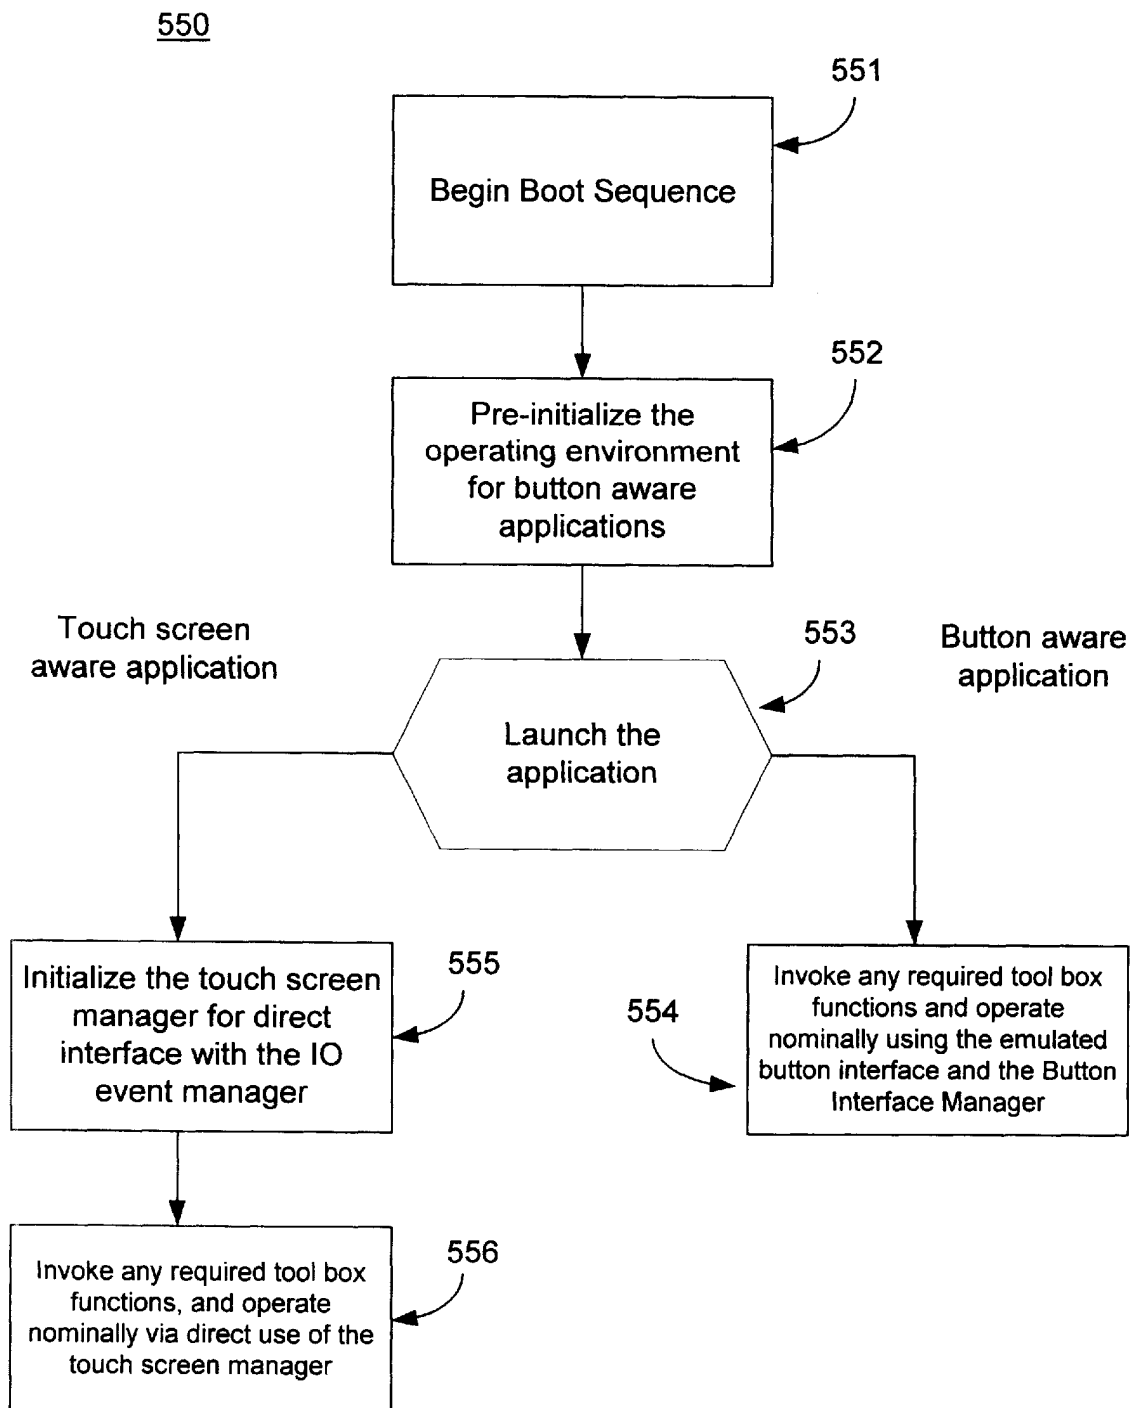 550
551
Begin Boot Sequence
552
Pre-initialize the
operating environment
for button aware
applications
Touch screen
aware application
553
Button aware
application
Launch the
application
Initialize the touch screen
manager for direct
interface with the IO
event manager
555
554
Invoke any required tool box
functions and operate
nominally using the emulated
button interface and the Button
Interface Manager
556
Invoke any required tool box
functions, and operate
nominally via direct use of the
touch screen manager